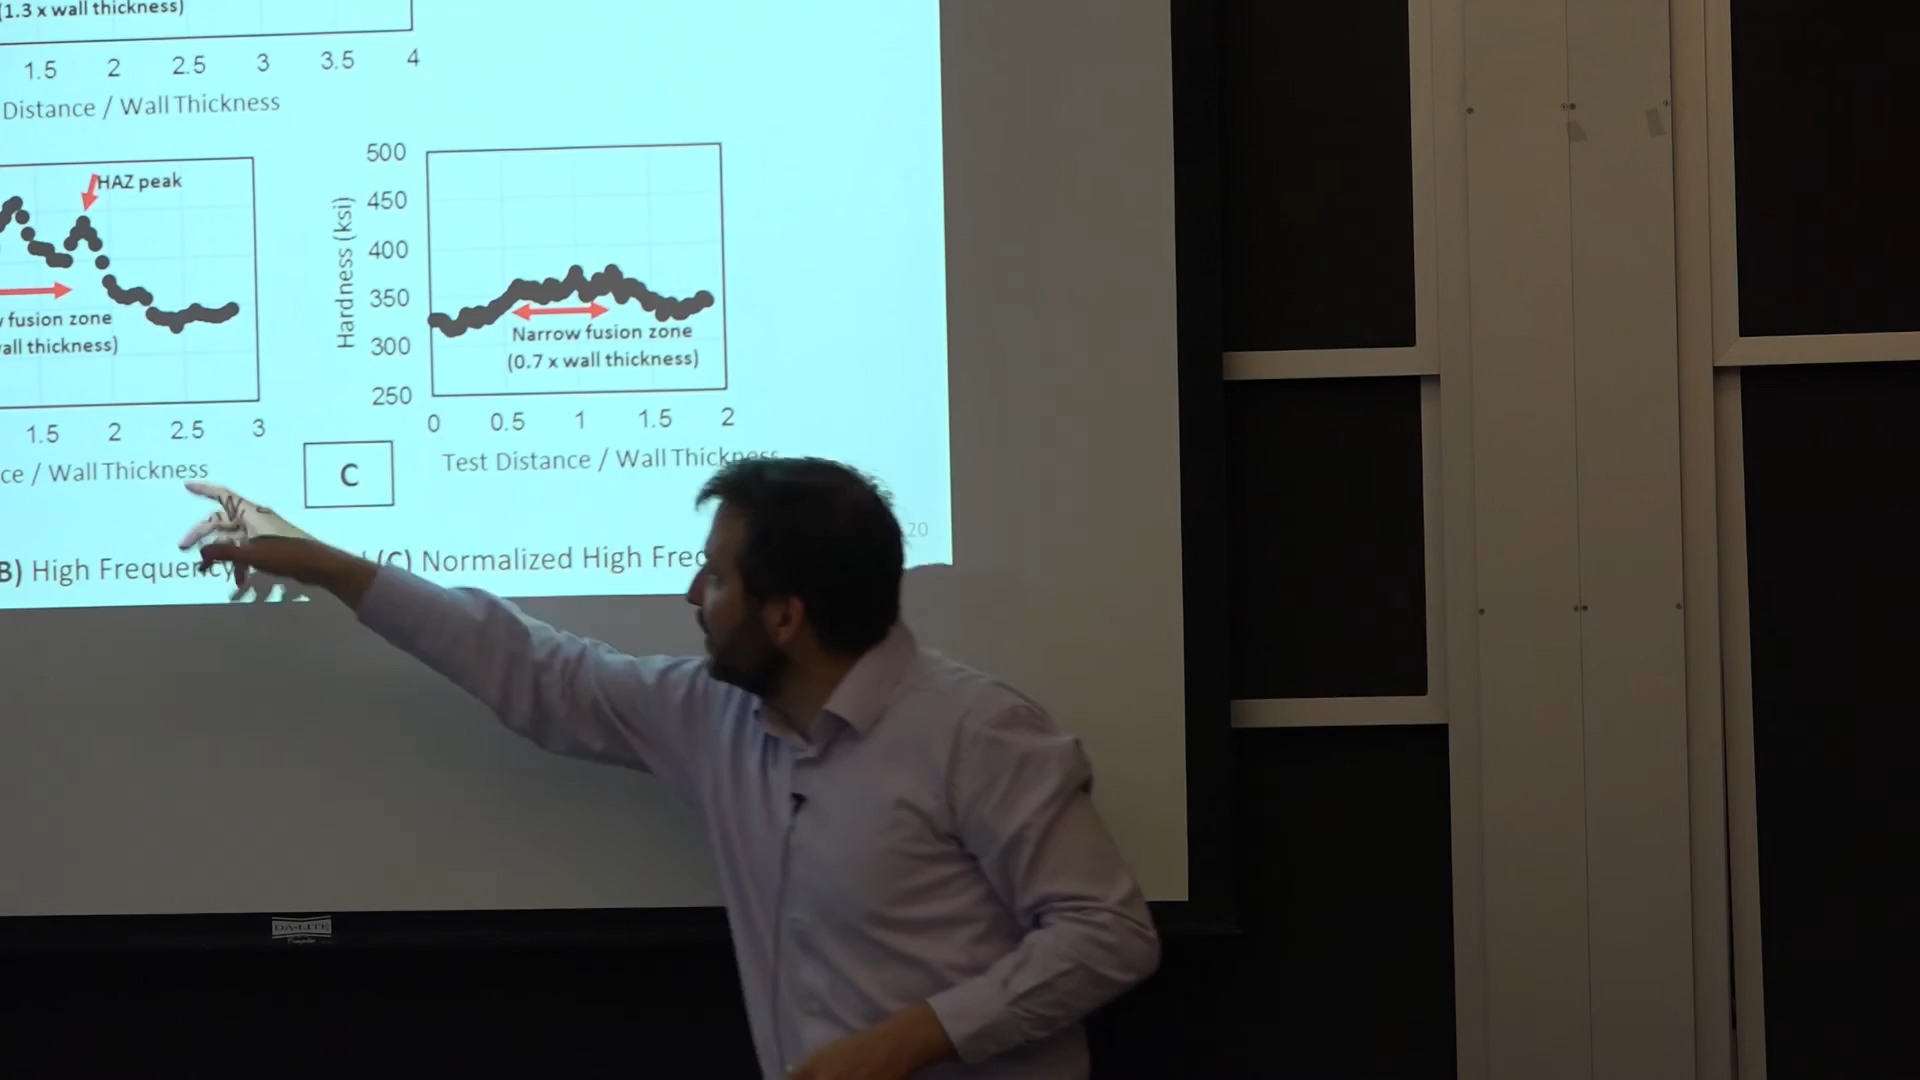 (1.3 x wall thickness)
1.5 2 2.5 3 3.5 4
Distance / Wall Thickness
HAZ peak
fusion zone
all thickness)
1.5 2 2.5 3
ce / Wall Thickness
500
450
400
350
300
250
Hardness (ksi)
Narrow fusion zone
(0.7 x wall thickness)
0 0.5 1 1.5 2
Test Distance / Wall Thickness
C
20
B) High Frequency (C) Normalized High Freq
DA-LITE